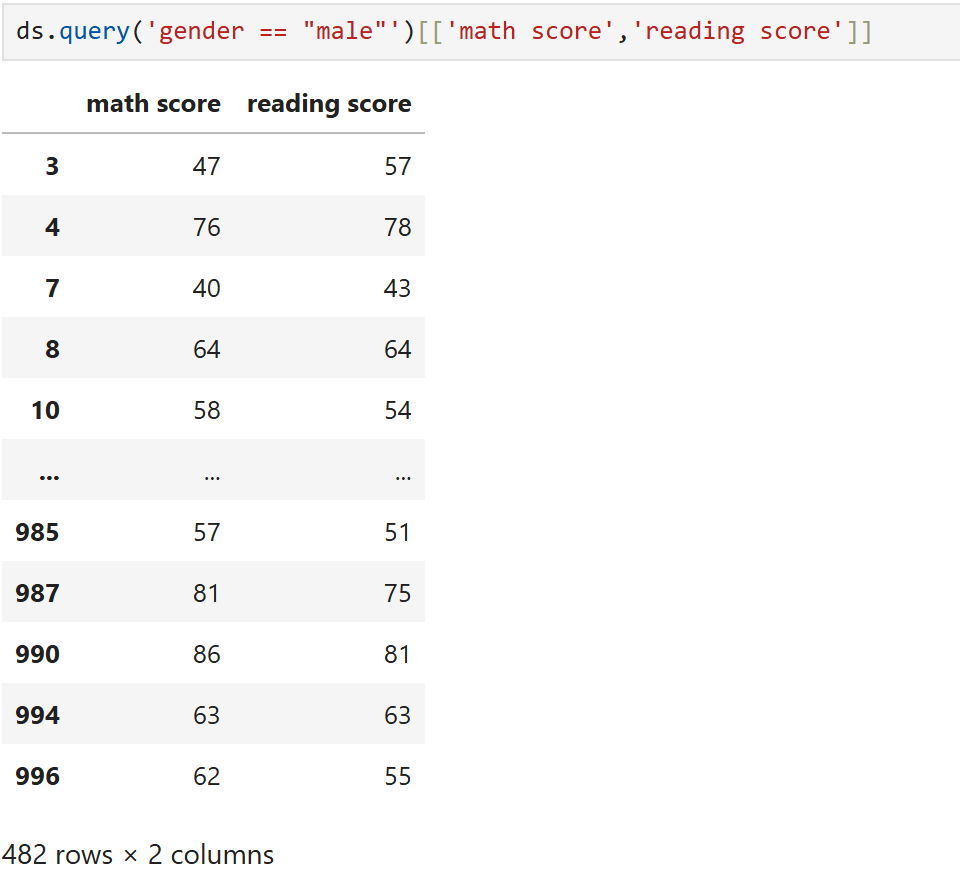 ds.query('gender == "male"')[['math score','reading score']]
math score reading score
3 47 57
4 76 78
7 40 43
8 64 64
10 58 54
... ... ...
985 57 51
987 81 75
990 86 81
994 63 63
996 62 55
482 rows × 2 columns